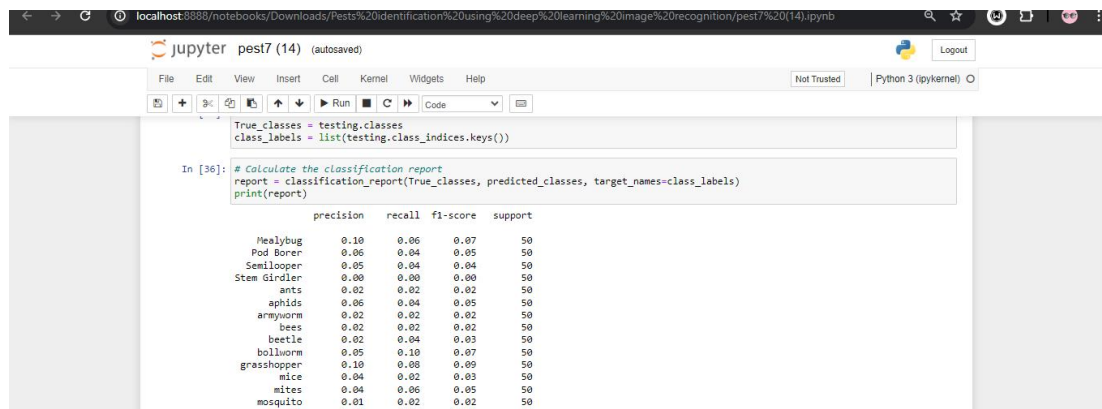 localhost:8888/notebooks/Downloads/Pests%20identification%20using%20deep%20learning%20image%20recognition/pest7%20(14).ipynb
jupyter pest7 (14) (autosaved)
Logout
File Edit View Insert Cell Kernel Widgets Help
Not Trusted
Python 3 (ipykernel)
Run
Code
True_classes = testing.classes
class_labels = list(testing.class_indices.keys())
In [36]: # Calculate the classification report
report = classification_report(True_classes, predicted_classes, target_names=class_labels)
print(report)
precision recall f1-score support
Mealybug 0.10 0.06 0.07 50
Pod Borer 0.06 0.04 0.05 50
Semilooper 0.05 0.04 0.04 50
Stem Girdler 0.00 0.00 0.00 50
ants 0.02 0.02 0.02 50
aphids 0.06 0.04 0.05 50
armyworm 0.02 0.02 0.02 50
bees 0.02 0.02 0.02 50
beetle 0.02 0.04 0.03 50
bollworm 0.05 0.10 0.07 50
grasshopper 0.10 0.08 0.09 50
mice 0.04 0.02 0.03 50
mites 0.04 0.06 0.05 50
mosquito 0.01 0.02 0.02 50